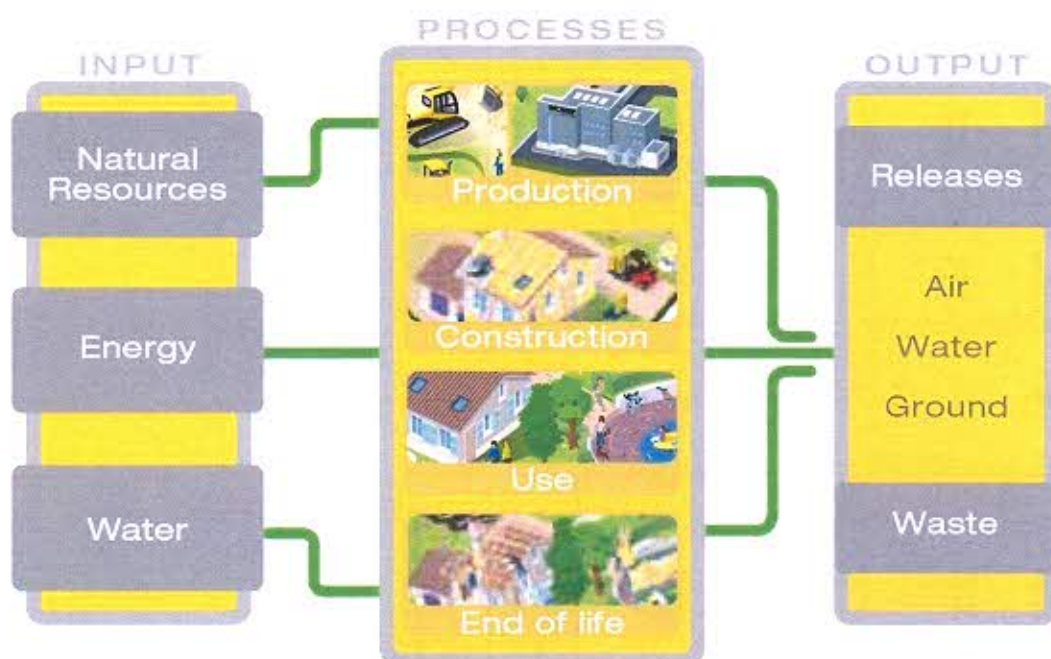 INPUT
Natural
Resources
Energy
Water
PROCESSES
Production
Construction
Use
End of life
OUTPUT
Releases
Air
Water
Ground
Waste